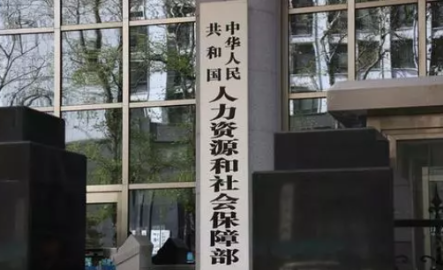 中华人民
共和国
人力资源和社会保障部